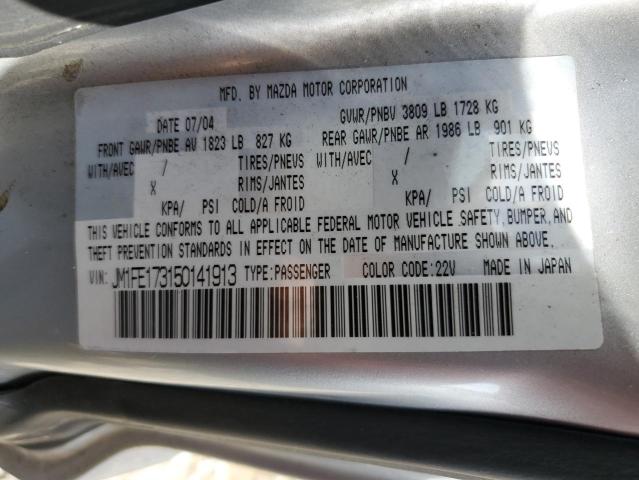 MFD. BY MAZDA MOTOR CORPORATION
DATE 07/04 GVWR/PNBV 3809 LB 1728 KG
FRONT GAWR/PNBE AV 1823 LB 827 KG REAR GAWR/PNBE AR 1986 LB 901 KG
WITH/AVEC / TIRES/PNEUS WITH/AVEC / TIRES/PNEUS
X RIMS/JANTES X RIMS/JANTES
KPA/ PSI COLD/A FROID KPA/ PSI COLD/A FROID
THIS VEHICLE CONFORMS TO ALL APPLICABLE FEDERAL MOTOR VEHICLE SAFETY, BUMPER, AND
THEFT PREVENTION STANDARDS IN EFFECT ON THE DATE OF MANUFACTURE SHOWN ABOVE.
VIN: JM1FE173150141913 TYPE:PASSENGER COLOR CODE:22V MADE IN JAPAN